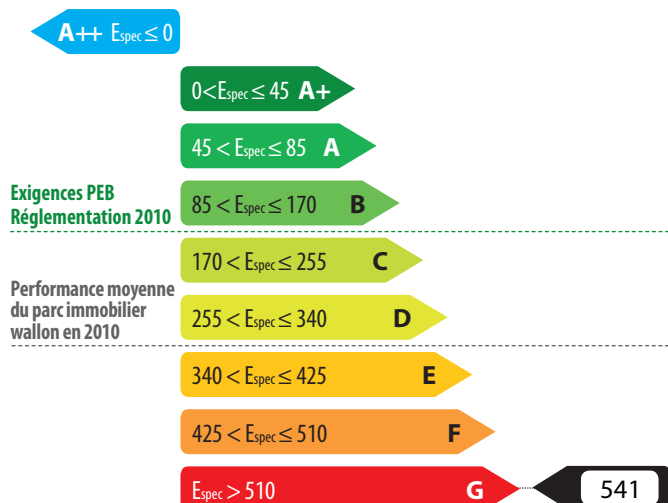 A++ Espec ≤ 0
0<Espec ≤ 45 A+
45 < Espec ≤ 85 A
Exigences PEB
Réglementation 2010
85 < Espec ≤ 170 B
170 < Espec ≤ 255 C
Performance moyenne
du parc immobilier
wallon en 2010
255 < Espec ≤ 340 D
340 < Espec ≤ 425 E
425 < Espec ≤ 510 F
Espec > 510 G
541